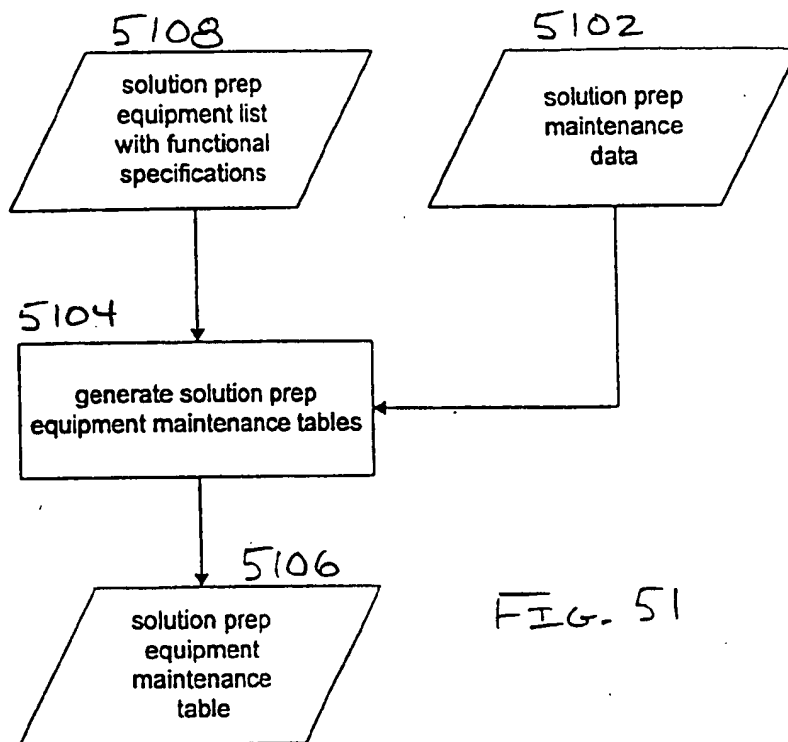 5108
solution prep
equipment list
with functional
specifications
5102
solution prep
maintenance
data
5104
generate solution prep
equipment maintenance tables
5106
solution prep
equipment
maintenance
table
FIG. 51